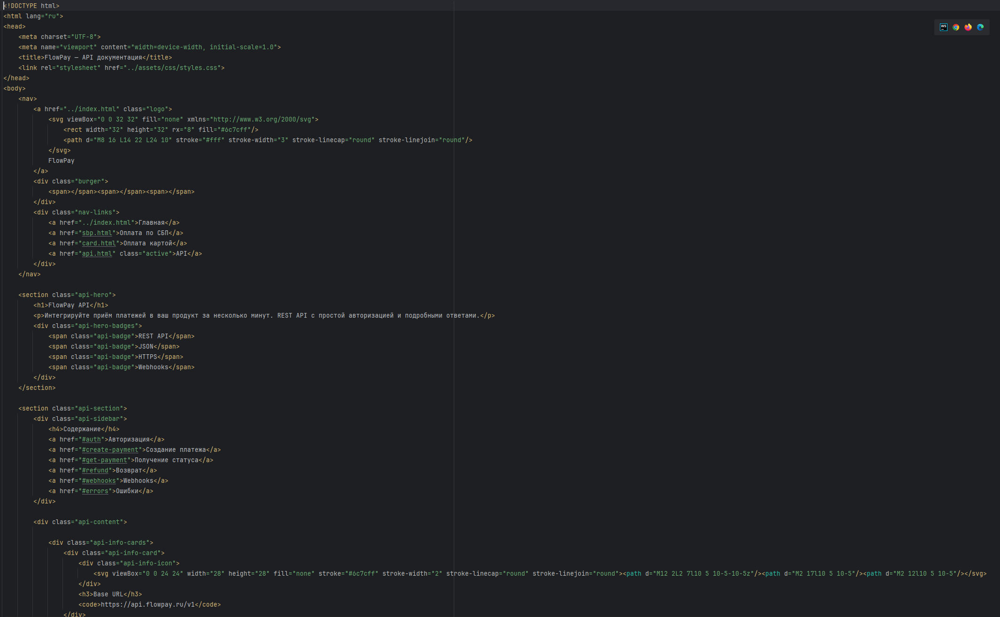 <!DOCTYPE html>
<html lang="ru">
<head>
    <meta charset="UTF-8">
    <meta name="viewport" content="width=device-width, initial-scale=1.0">
    <title>FlowPay — API документация</title>
    <link rel="stylesheet" href="../assets/css/styles.css">
</head>
<body>
    <nav>
        <a href="../index.html" class="logo">
            <svg viewBox="0 0 32 32" fill="none" xmlns="http://www.w3.org/2000/svg">
                <rect width="32" height="32" rx="8" fill="#6c7cff"/>
                <path d="M8 16 L14 22 L24 10" stroke="#fff" stroke-width="3" stroke-linecap="round" stroke-linejoin="round"/>
            </svg>
            FlowPay
        </a>
        <div class="burger">
            <span></span><span></span><span></span>
        </div>
        <div class="nav-links">
            <a href="../index.html">Главная</a>
            <a href="sbp.html">Оплата по СБП</a>
            <a href="card.html">Оплата картой</a>
            <a href="api.html" class="active">API</a>
        </div>
    </nav>

    <section class="api-hero">
        <h1>FlowPay API</h1>
        <p>Интегрируйте приём платежей в ваш продукт за несколько минут. REST API с простой авторизацией и подробными ответами.</p>
        <div class="api-hero-badges">
            <span class="api-badge">REST API</span>
            <span class="api-badge">JSON</span>
            <span class="api-badge">HTTPS</span>
            <span class="api-badge">Webhooks</span>
        </div>
    </section>

    <section class="api-section">
        <div class="api-sidebar">
            <h4>Содержание</h4>
            <a href="#auth">Авторизация</a>
            <a href="#create-payment">Создание платежа</a>
            <a href="#get-payment">Получение статуса</a>
            <a href="#refund">Возврат</a>
            <a href="#webhooks">Webhooks</a>
            <a href="#errors">Ошибки</a>
        </div>

        <div class="api-content">

            <div class="api-info-cards">
                <div class="api-info-card">
                    <div class="api-info-icon">
                        <svg viewBox="0 0 24 24" width="28" height="28" fill="none" stroke="#6c7cff" stroke-width="2" stroke-linecap="round" stroke-linejoin="round"><path d="M12 2L2 7l10 5 10-5-10-5z"/><path d="M2 17l10 5 10-5"/><path d="M2 12l10 5 10-5"/></svg>
                    </div>
                    <h3>Base URL</h3>
                    <code>https://api.flowpay.ru/v1</code>
                </div>
WS